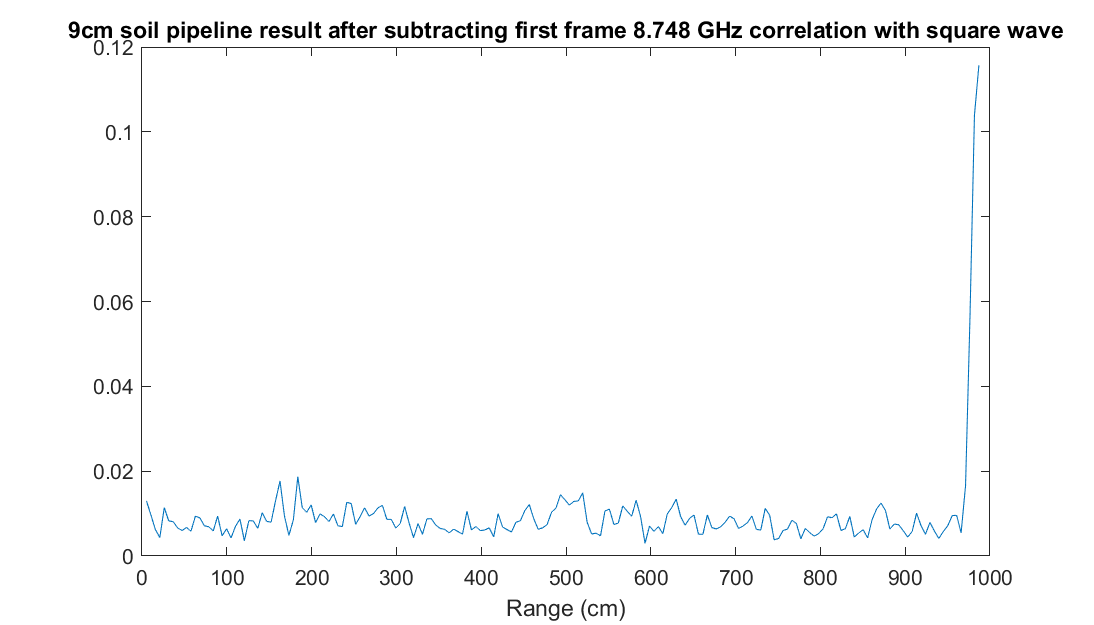 9cm soil pipeline result after subtracting first frame 8.748 GHz correlation with square wave
0.12
0.1
0.08
0.06
0.04
0.02
0
0 100 200 300 400 500 600 700 800 900 1000
Range (cm)